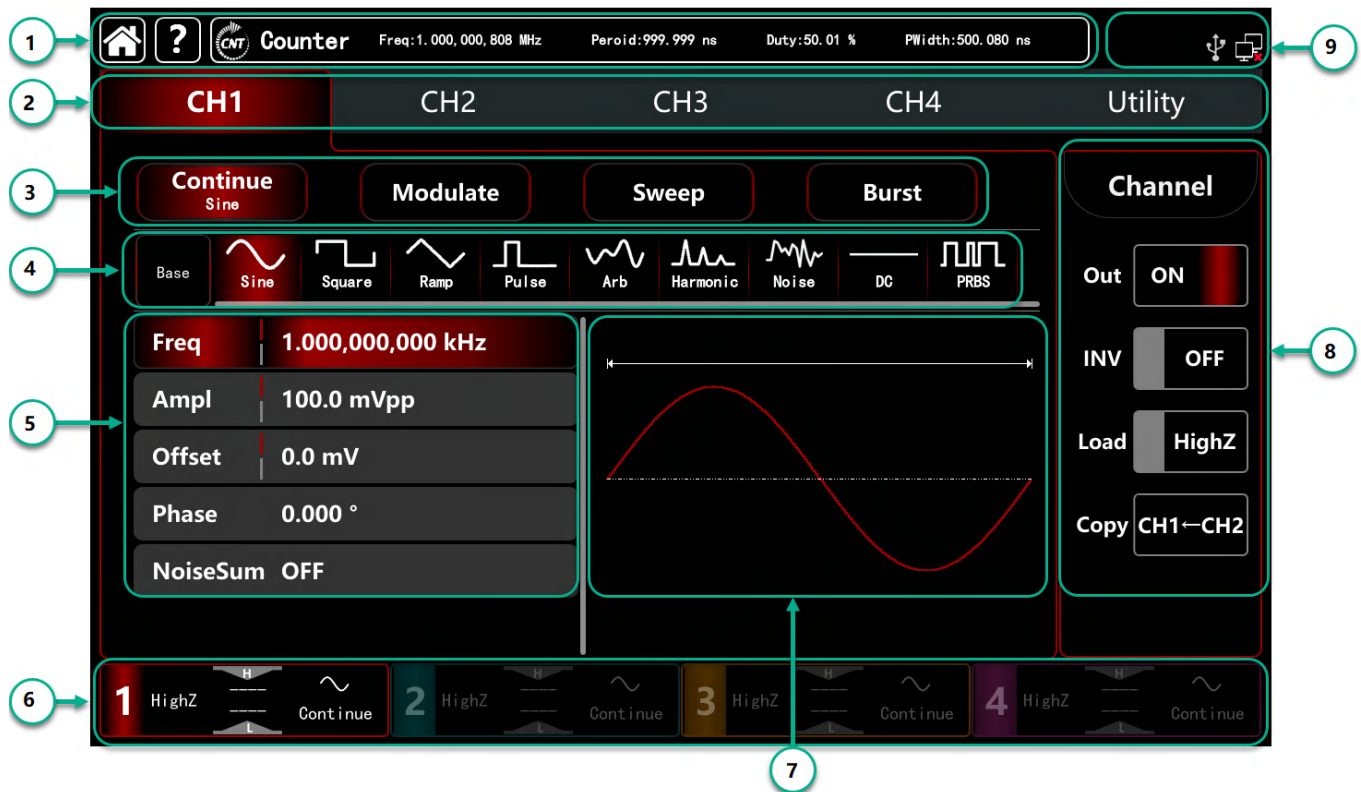 1
? CNT Counter Freq:1.000,000,808 MHz Peroid:999.999 ns Duty:50.01 % PWidth:500.080 ns
9
2
CH1 CH2 CH3 CH4 Utility
3
Continue
Sine
Modulate Sweep Burst
Channel
4
Base Sine Square Ramp Pulse Arb Harmonic Noise DC PRBS
Out ON
5
Freq 1.000,000,000 kHz
Ampl 100.0 mVpp
Offset 0.0 mV
Phase 0.000 °
NoiseSum OFF
INV OFF
8
Load HighZ
Copy CH1←CH2
6
1 HighZ H ---- ---- L Continue
2 HighZ H ---- ---- L Continue
3 HighZ H ---- ---- L Continue
4 HighZ H ---- ---- L Continue
7